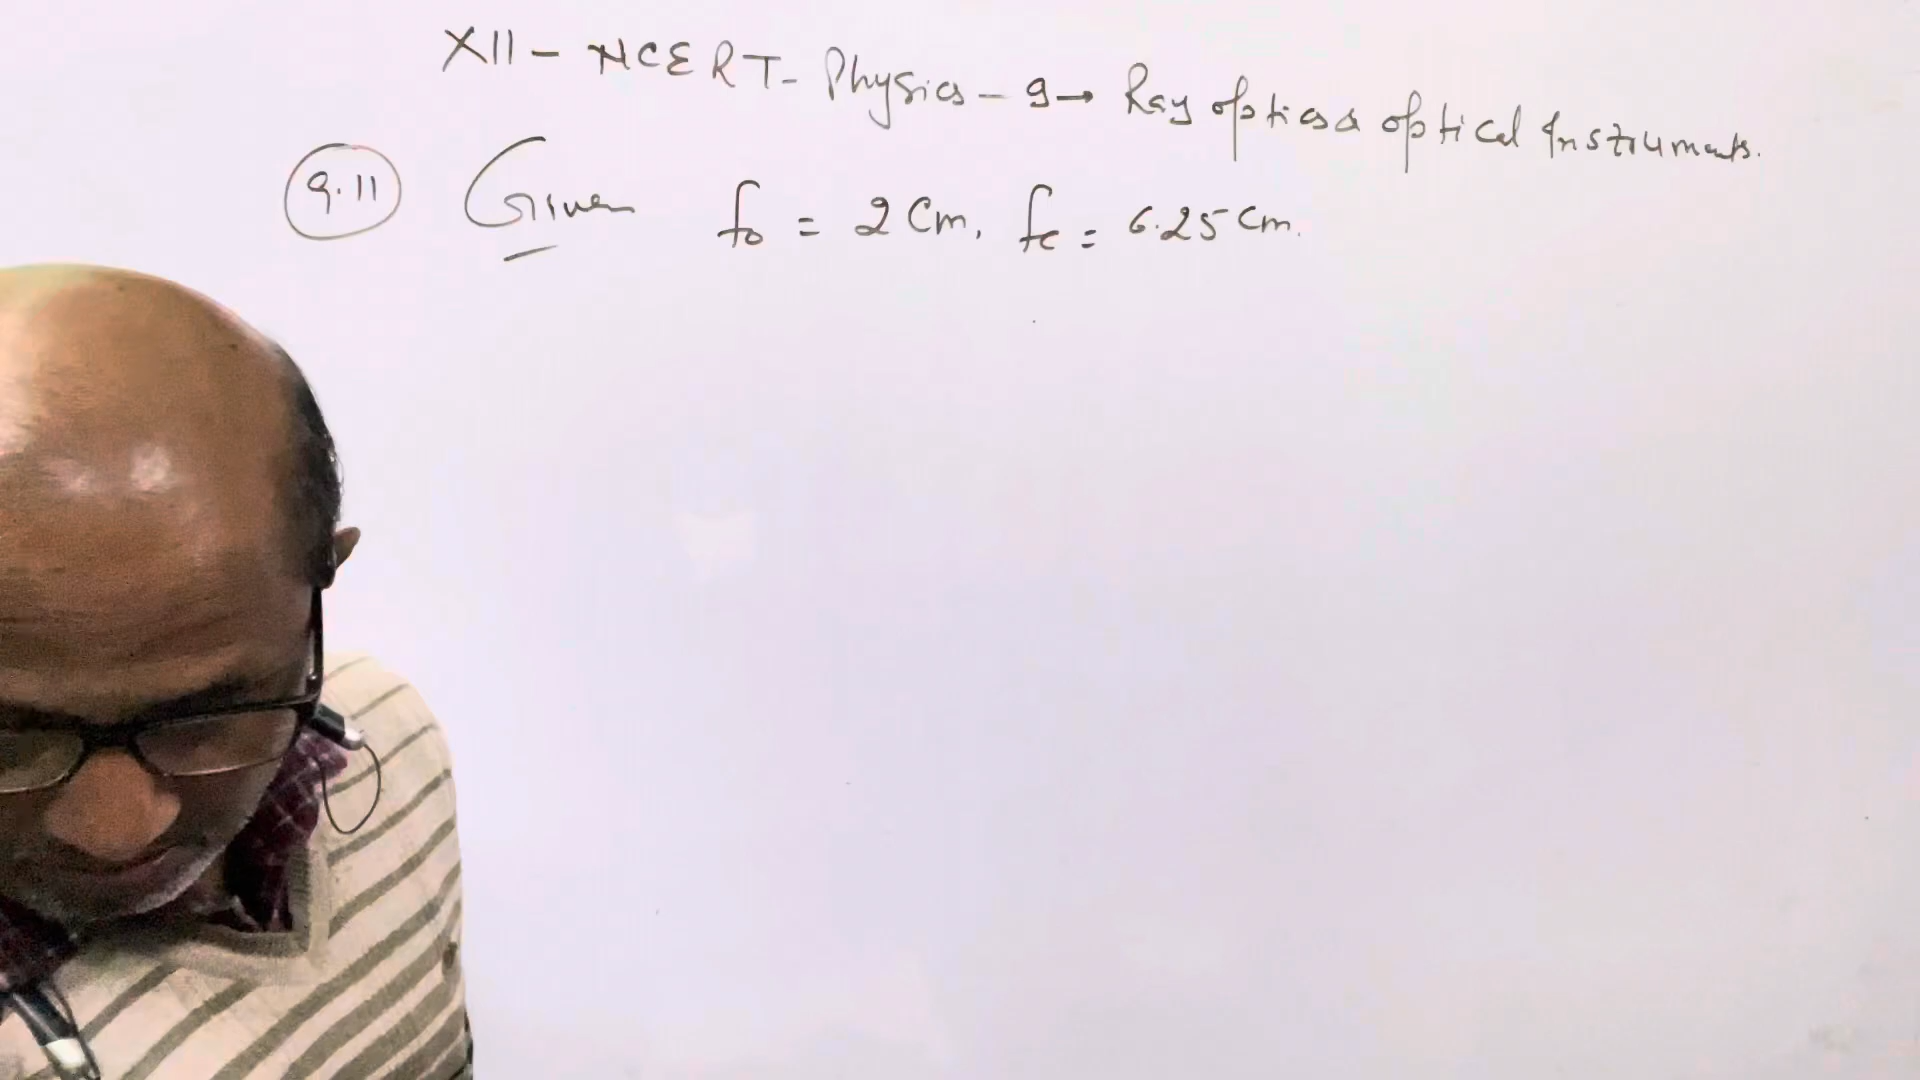 XII - NCERT - Physics - 9 → Ray optics & optical Instruments.
9.11 Given fo = 2 Cm, fe = 6.25 Cm.